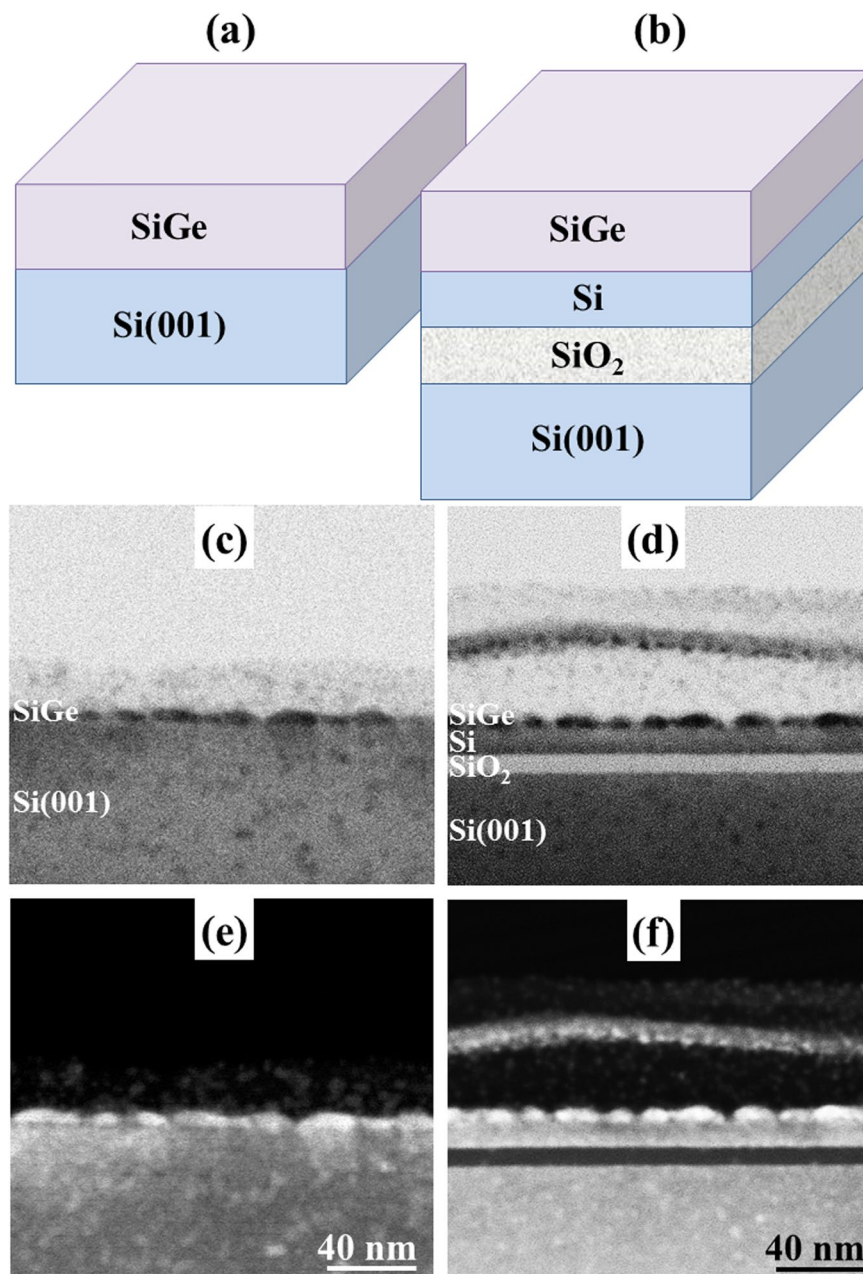 (a)
(b)
SiGe
Si(001)
SiGe
Si
SiO₂
Si(001)
(c)
(d)
SiGe
Si(001)
SiGe
Si
SiO₂
Si(001)
(e)
(f)
40 nm
40 nm